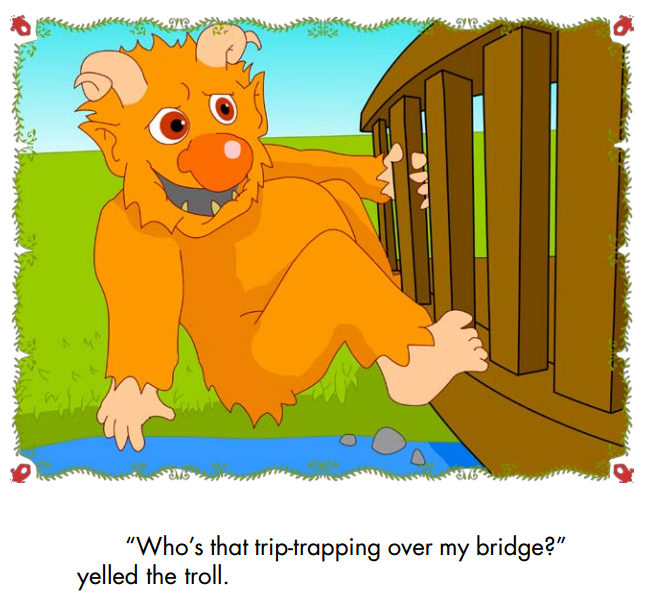 “Who’s that trip-trapping over my bridge?”
yelled the troll.